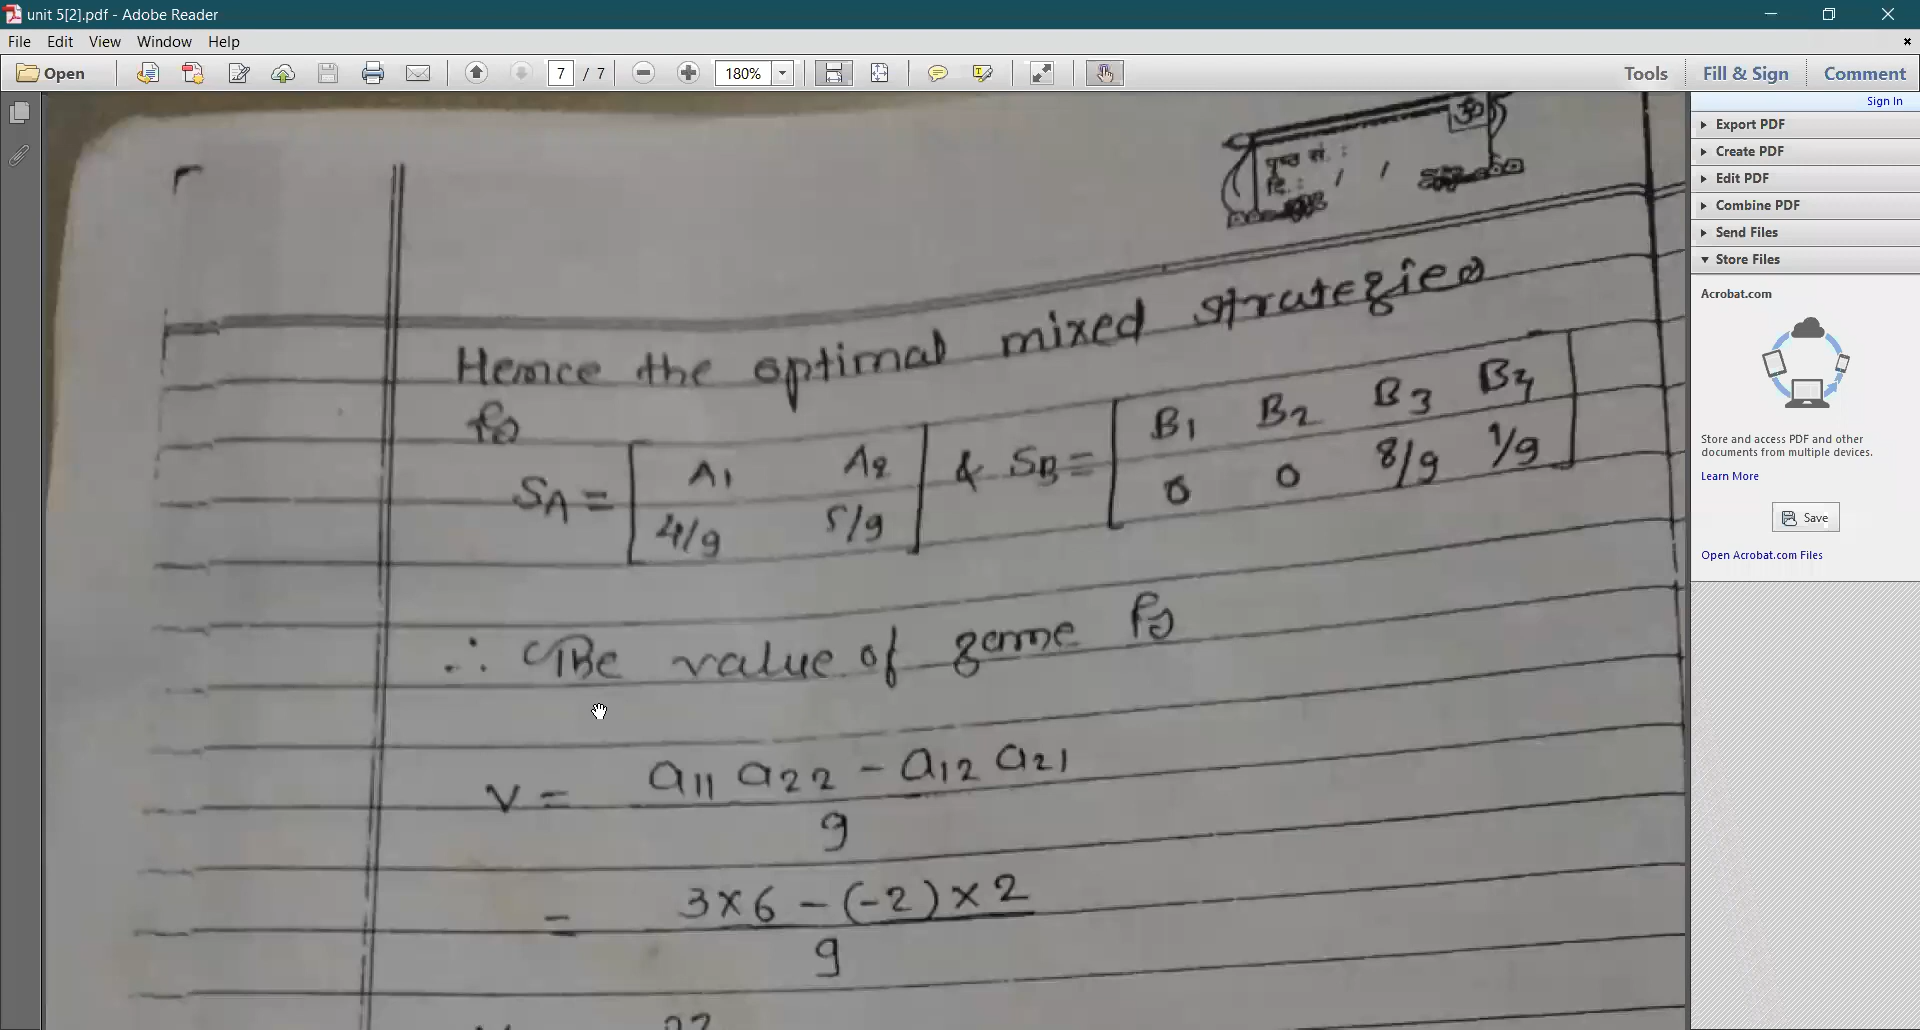 unit 5[2].pdf - Adobe Reader
File Edit View Window Help
Open 7 / 7 180% Tools Fill & Sign Comment
Sign In
Export PDF
Create PDF
Edit PDF
Combine PDF
Send Files
Store Files
Acrobat.com
Store and access PDF and other
documents from multiple devices.
Learn More
Save
Open Acrobat.com Files
ॐ
पृष्ठ सं. :
दि. : / /
Hence the optimal mixed strategies
is
SA = [A1 A2 & SB = [B1 B2 B3 B4
4/9 5/9] 0 0 8/9 1/9]
∴ The value of game is
V = a11 a22 - a12 a21
9
= 3x6 - (-2) x 2
9